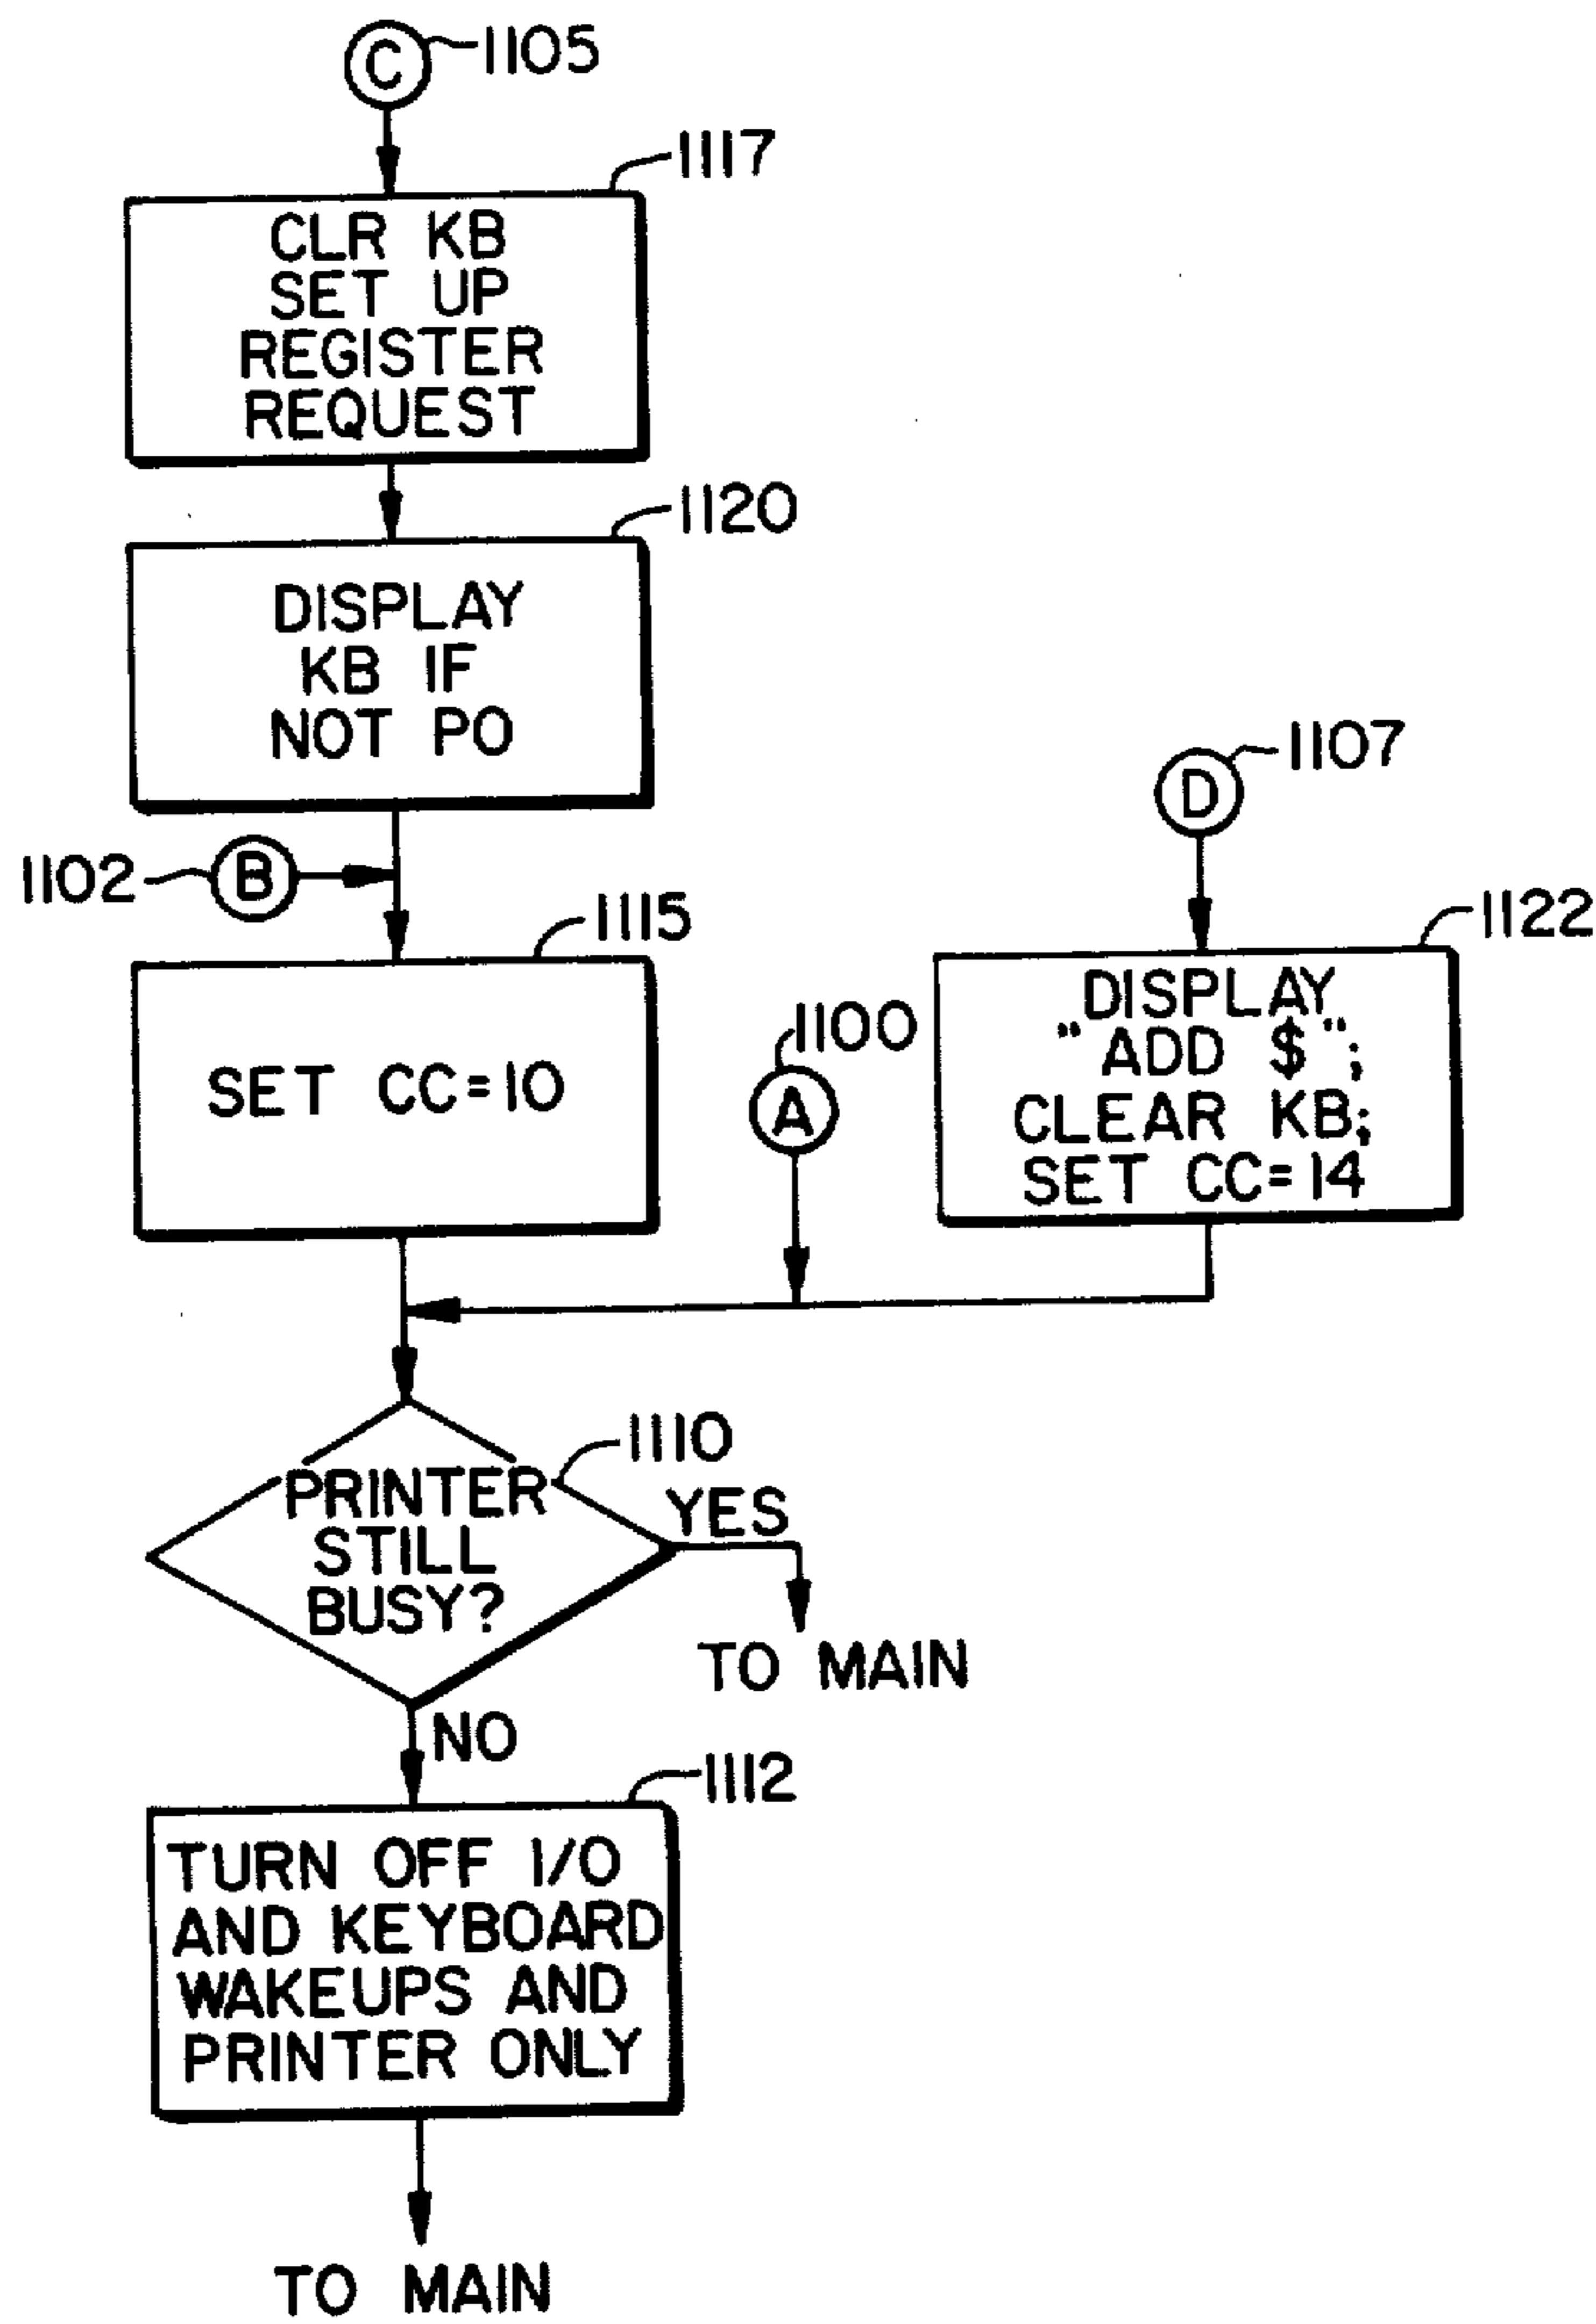 C
1105
1117
CLR KB
SET UP
REGISTER
REQUEST
1120
DISPLAY
KB IF
NOT PO
1107
D
1102
B
1115
SET CC=10
1100
A
1122
DISPLAY
"ADD $";
CLEAR KB;
SET CC=14
1110
PRINTER
STILL
BUSY?
YES
TO MAIN
NO
1112
TURN OFF I/O
AND KEYBOARD
WAKEUPS AND
PRINTER ONLY
TO MAIN